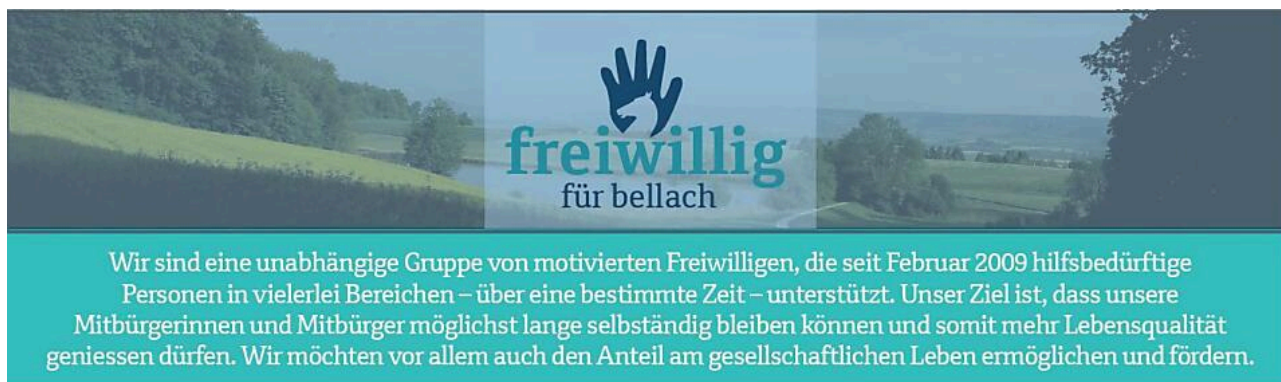 freiwillig
für bellach
Wir sind eine unabhängige Gruppe von motivierten Freiwilligen, die seit Februar 2009 hilfsbedürftige
Personen in vielerlei Bereichen – über eine bestimmte Zeit – unterstützt. Unser Ziel ist, dass unsere
Mitbürgerinnen und Mitbürger möglichst lange selbständig bleiben können und somit mehr Lebensqualität
geniessen dürfen. Wir möchten vor allem auch den Anteil am gesellschaftlichen Leben ermöglichen und fördern.